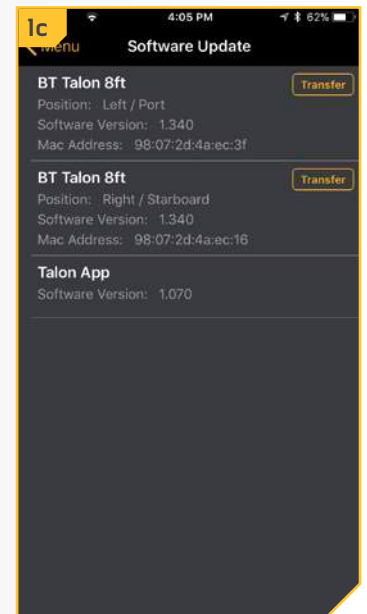 1c
4:05 PM
62%
Menu
Software Update
BT Talon 8ft
Transfer
Position: Left / Port
Software Version: 1.340
Mac Address: 98:07:2d:4a:ec:3f
BT Talon 8ft
Transfer
Position: Right / Starboard
Software Version: 1.340
Mac Address: 98:07:2d:4a:ec:16
Talon App
Software Version: 1.070